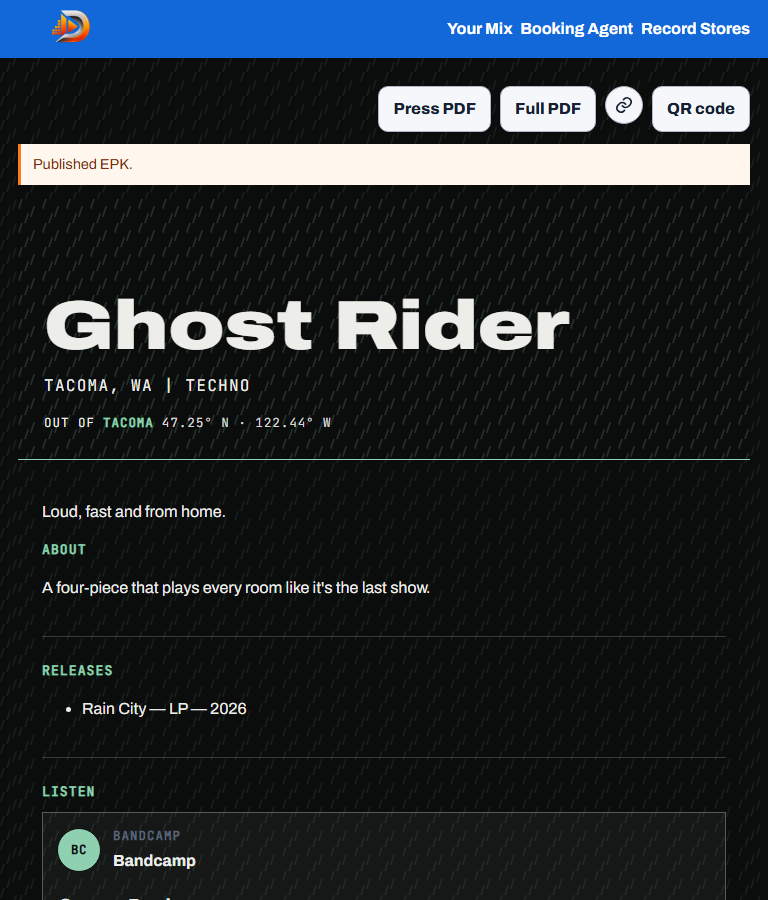 Your Mix Booking Agent Record Stores
Press PDF Full PDF QR code
Published EPK.
Ghost Rider
TACOMA, WA | TECHNO
OUT OF TACOMA 47.25° N · 122.44° W
Loud, fast and from home.
ABOUT
A four-piece that plays every room like it's the last show.
RELEASES
• Rain City — LP — 2026
LISTEN
BC
BANDCAMP
Bandcamp